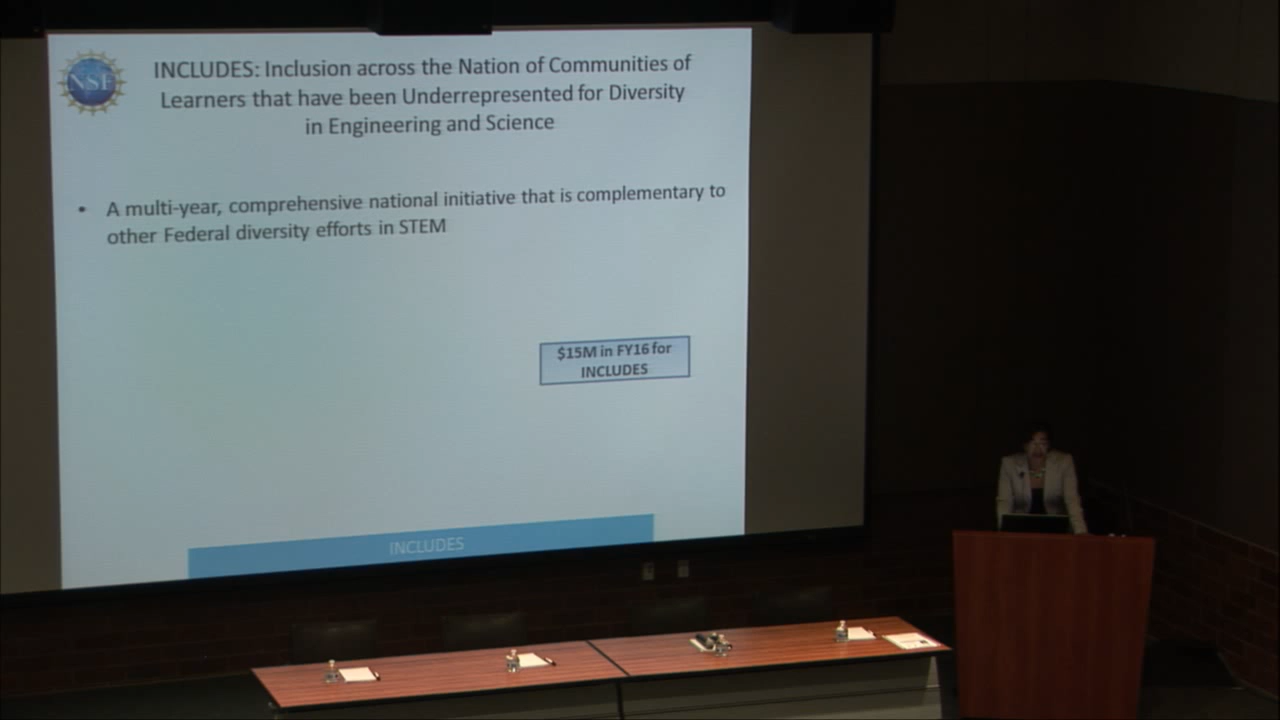 NSF
INCLUDES: Inclusion across the Nation of Communities of
Learners that have been Underrepresented for Diversity
in Engineering and Science
• A multi-year, comprehensive national initiative that is complementary to
other Federal diversity efforts in STEM
$15M in FY16 for
INCLUDES
INCLUDES